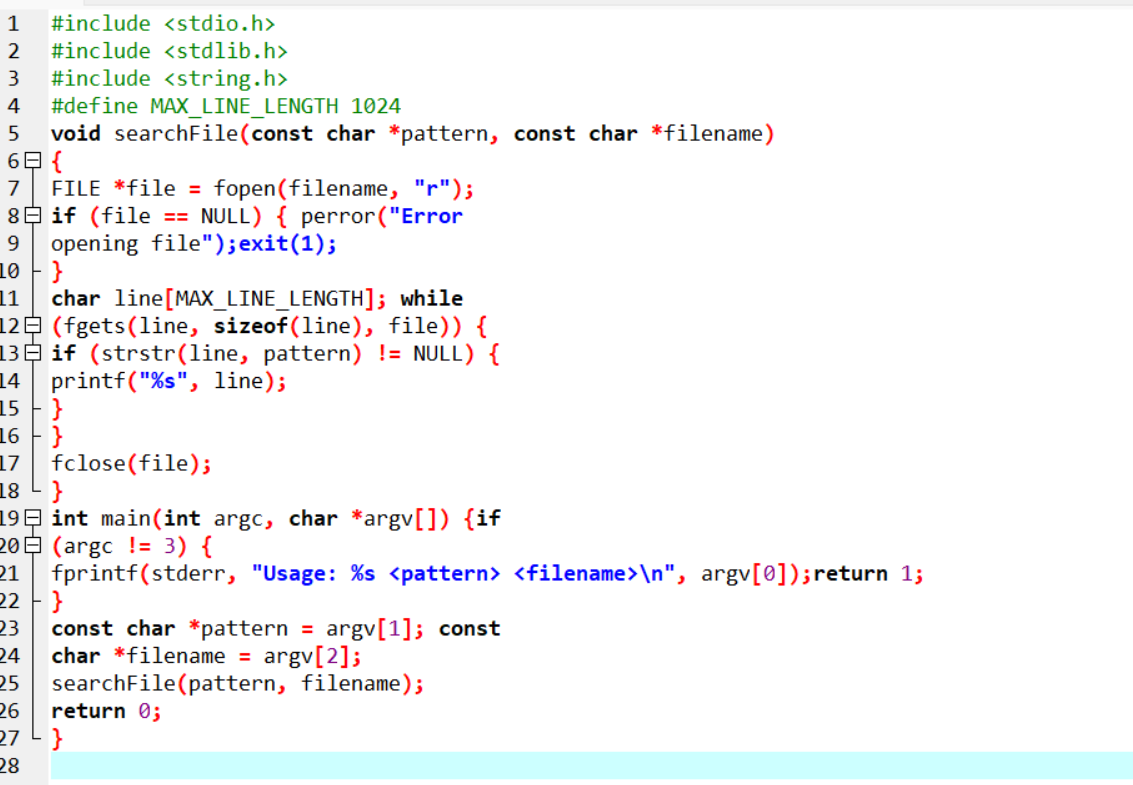 1 #include <stdio.h>
2 #include <stdlib.h>
3 #include <string.h>
4 #define MAX_LINE_LENGTH 1024
5 void searchFile(const char *pattern, const char *filename)
6 {
7 FILE *file = fopen(filename, "r");
8 if (file == NULL) { perror("Error
9 opening file");exit(1);
10 }
11 char line[MAX_LINE_LENGTH]; while
12 (fgets(line, sizeof(line), file)) {
13 if (strstr(line, pattern) != NULL) {
14 printf("%s", line);
15 }
16 }
17 fclose(file);
18 }
19 int main(int argc, char *argv[]) {if
20 (argc != 3) {
21 fprintf(stderr, "Usage: %s <pattern> <filename>\n", argv[0]);return 1;
22 }
23 const char *pattern = argv[1]; const
24 char *filename = argv[2];
25 searchFile(pattern, filename);
26 return 0;
27 }
28